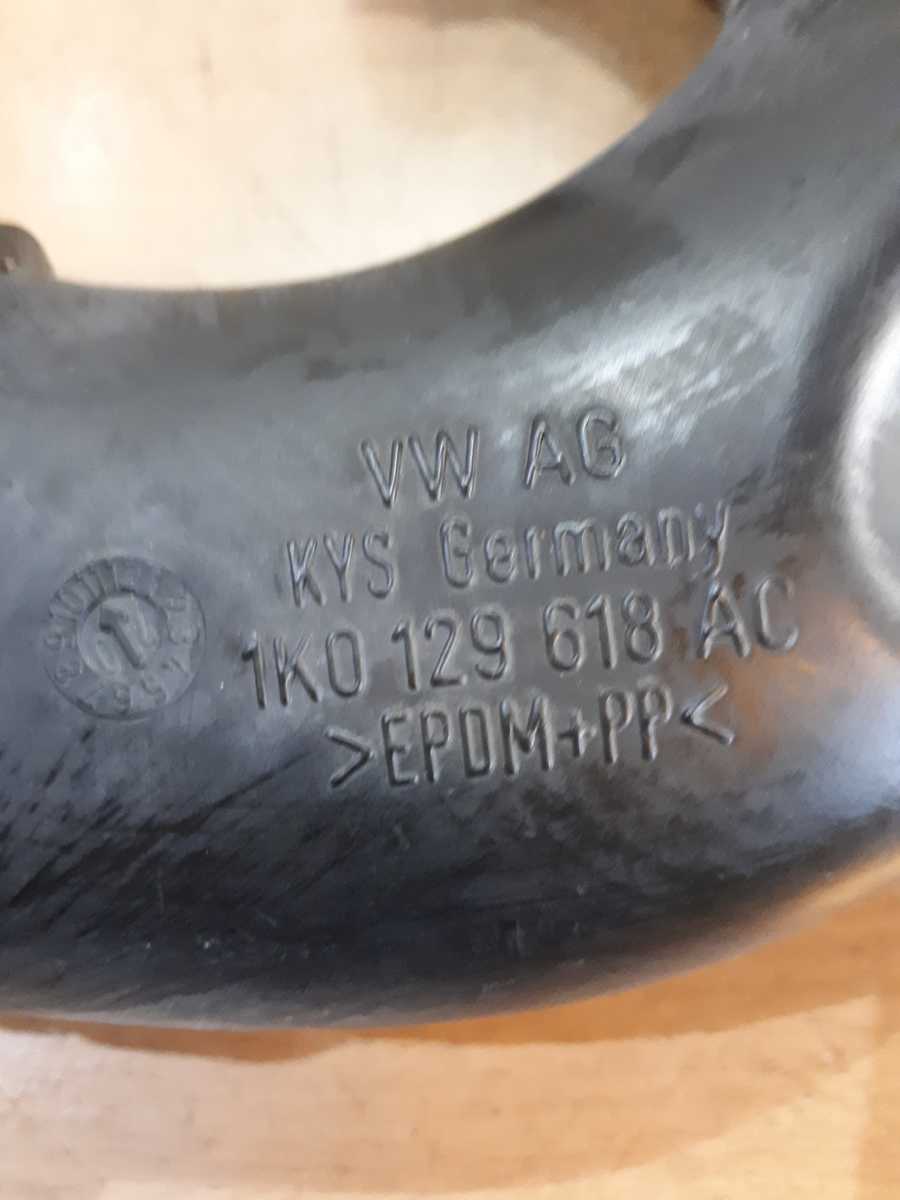 VW AG
KYS Germany
1K0 129 618 AC
>EPDM+PP<